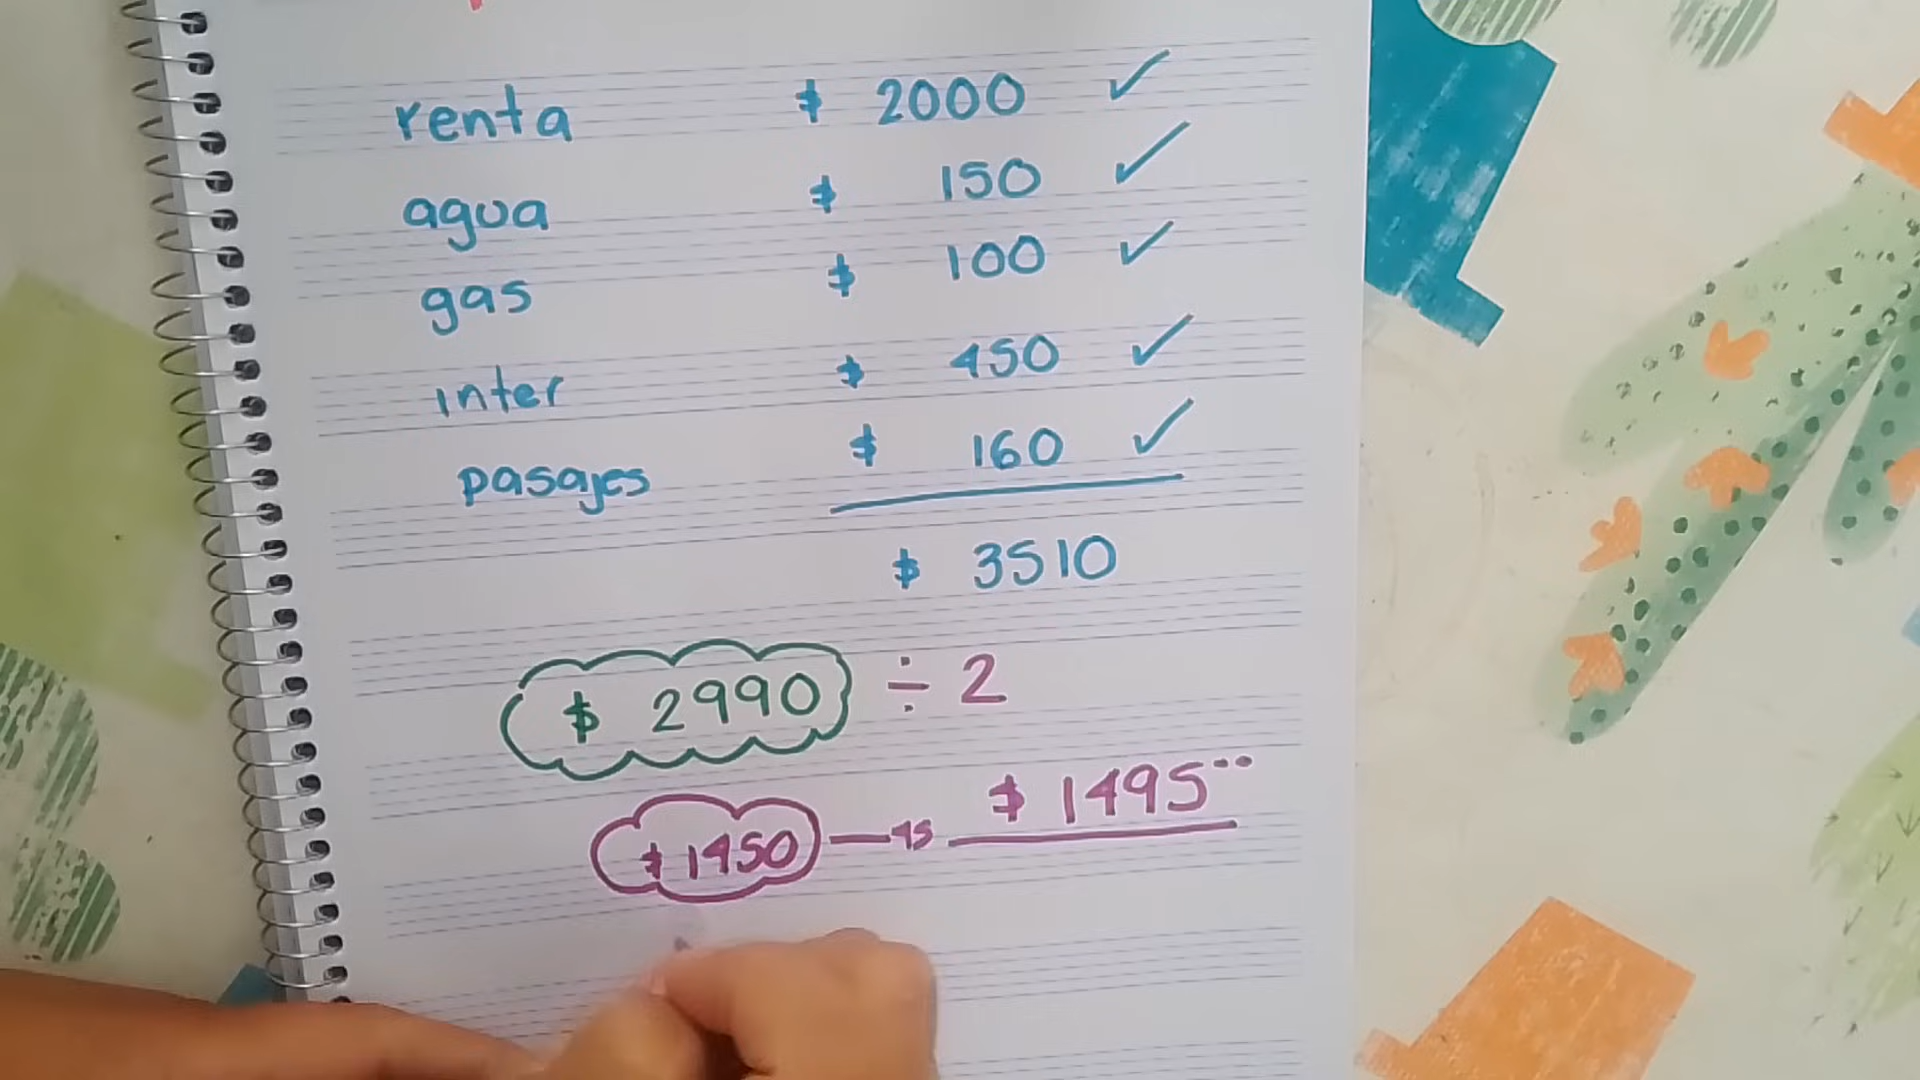 renta $ 2000 ✓
agua $ 150 ✓
gas $ 100 ✓
inter $ 450 ✓
pasajes $ 160 ✓
$ 3510
$ 2990 ÷ 2
$ 1495
$ 1450 — 45